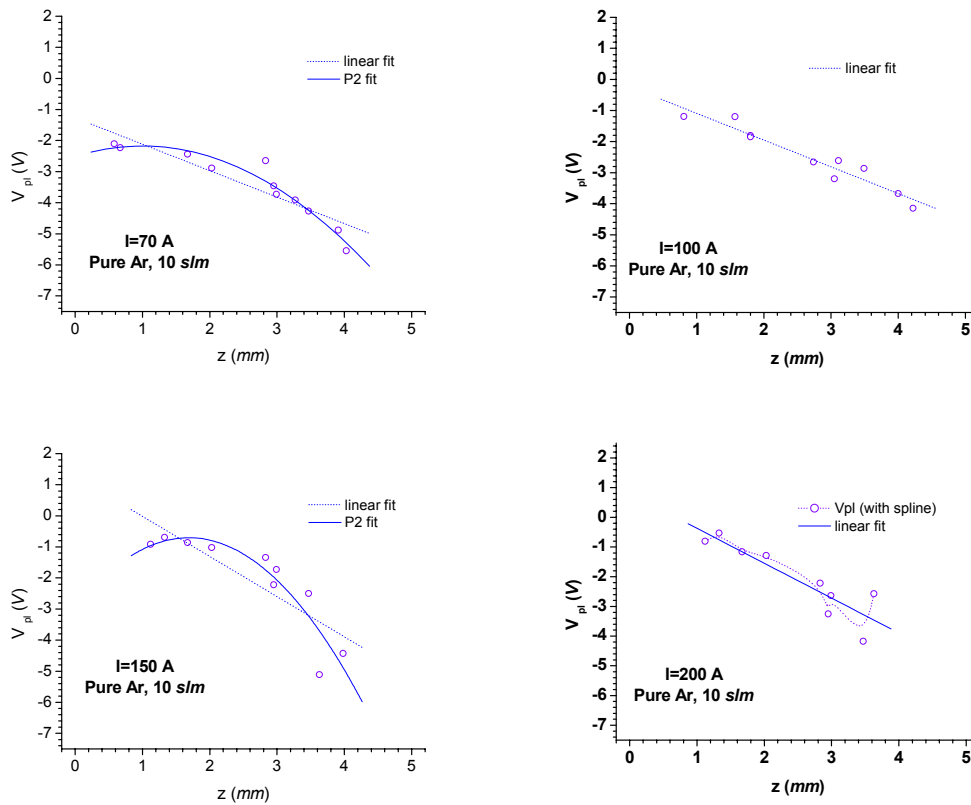 2
1
0
-1
-2
-3
-4
-5
-6
-7
V pl (V)
linear fit
P2 fit
I=70 A
Pure Ar, 10 slm
0 1 2 3 4 5
z (mm)
2
1
0
-1
-2
-3
-4
-5
-6
-7
V pl (V)
linear fit
I=100 A
Pure Ar, 10 slm
0 1 2 3 4 5
z (mm)
2
1
0
-1
-2
-3
-4
-5
-6
-7
V pl (V)
linear fit
P2 fit
I=150 A
Pure Ar, 10 slm
0 1 2 3 4 5
z (mm)
2
1
0
-1
-2
-3
-4
-5
-6
-7
V pl (V)
Vpl (with spline)
linear fit
I=200 A
Pure Ar, 10 slm
0 1 2 3 4 5
z (mm)